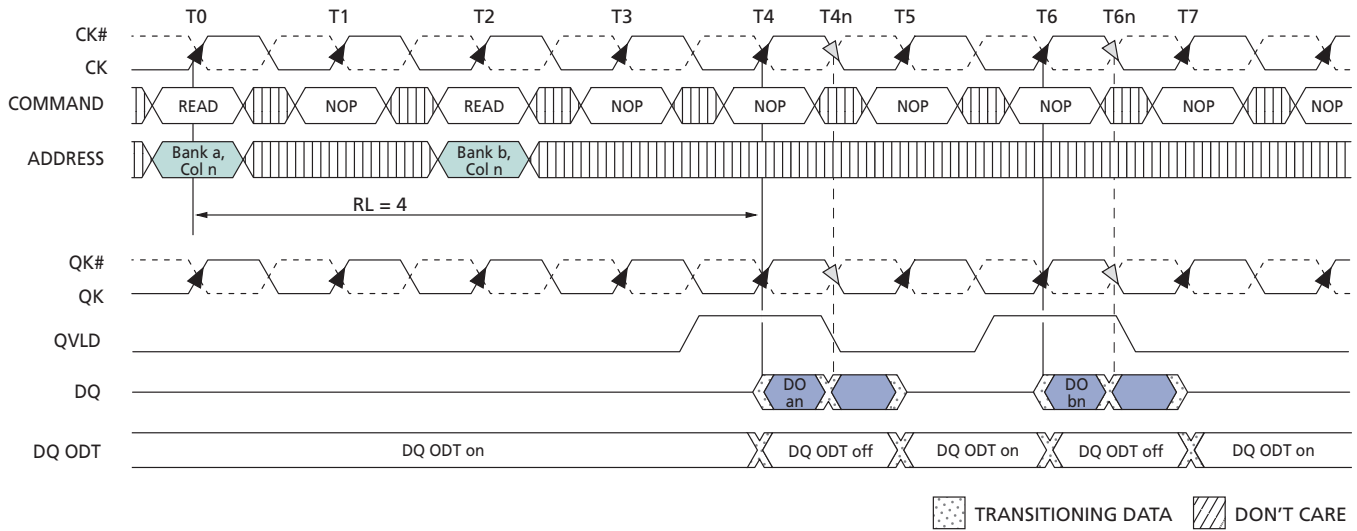 T0 T1 T2 T3 T4 T4n T5 T6 T6n T7
CK#
CK
COMMAND READ NOP READ NOP NOP NOP NOP NOP NOP
ADDRESS Bank a, Col n Bank b, Col n
RL = 4
QK#
QK
QVLD
DQ DO an DO bn
DQ ODT DQ ODT on DQ ODT off DQ ODT on DQ ODT off DQ ODT on
TRANSITIONING DATA DON'T CARE